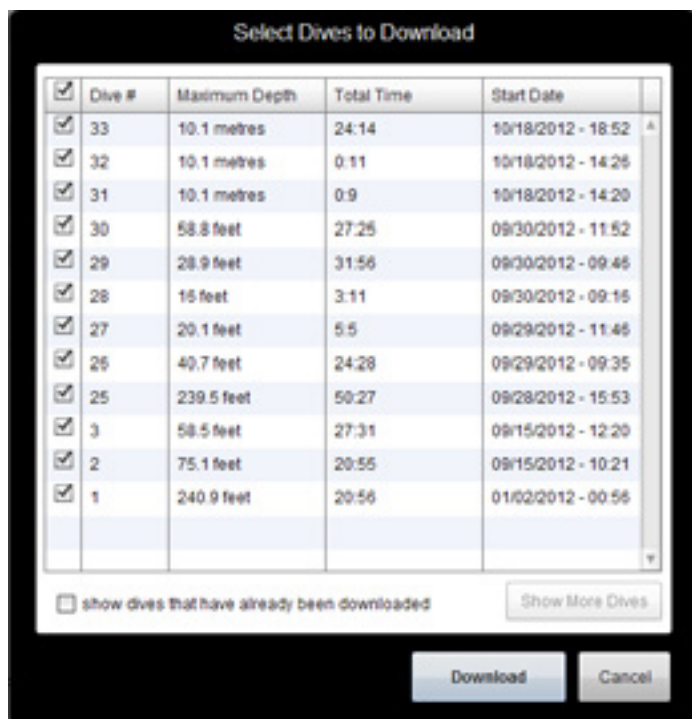 Select Dives to Download
Dive # Maximum Depth Total Time Start Date
33 10.1 metres 24:14 10/18/2012 - 18:52
32 10.1 metres 0:11 10/18/2012 - 14:26
31 10.1 metres 0:9 10/18/2012 - 14:20
30 58.8 feet 27:25 09/30/2012 - 11:52
29 28.9 feet 31:56 09/30/2012 - 09:46
28 16 feet 3:11 09/30/2012 - 09:16
27 20.1 feet 5:5 09/29/2012 - 11:46
26 40.7 feet 24:28 09/29/2012 - 09:35
25 239.5 feet 50:27 09/28/2012 - 15:53
3 58.5 feet 27:31 09/15/2012 - 12:20
2 75.1 feet 20:55 09/15/2012 - 10:21
1 240.9 feet 20:56 01/02/2012 - 00:56
show dives that have already been downloaded Show More Dives
Download Cancel